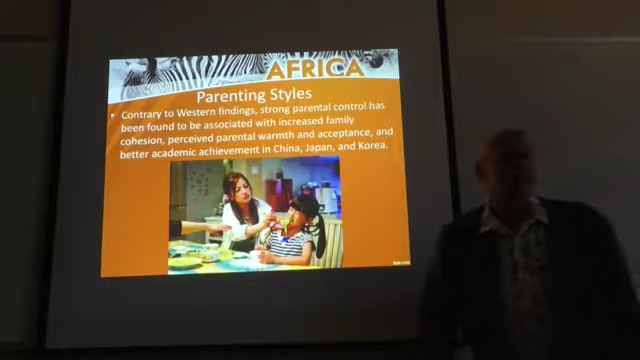 AFRICA
Parenting Styles
• Contrary to Western findings, strong parental control has
been found to be associated with increased family
cohesion, perceived parental warmth and acceptance, and
better academic achievement in China, Japan, and Korea.